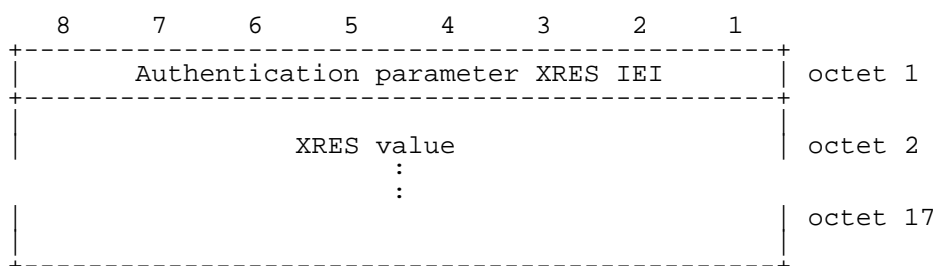 8 7 6 5 4 3 2 1
Authentication parameter XRES IEI octet 1
XRES value octet 2
:
:
octet 17